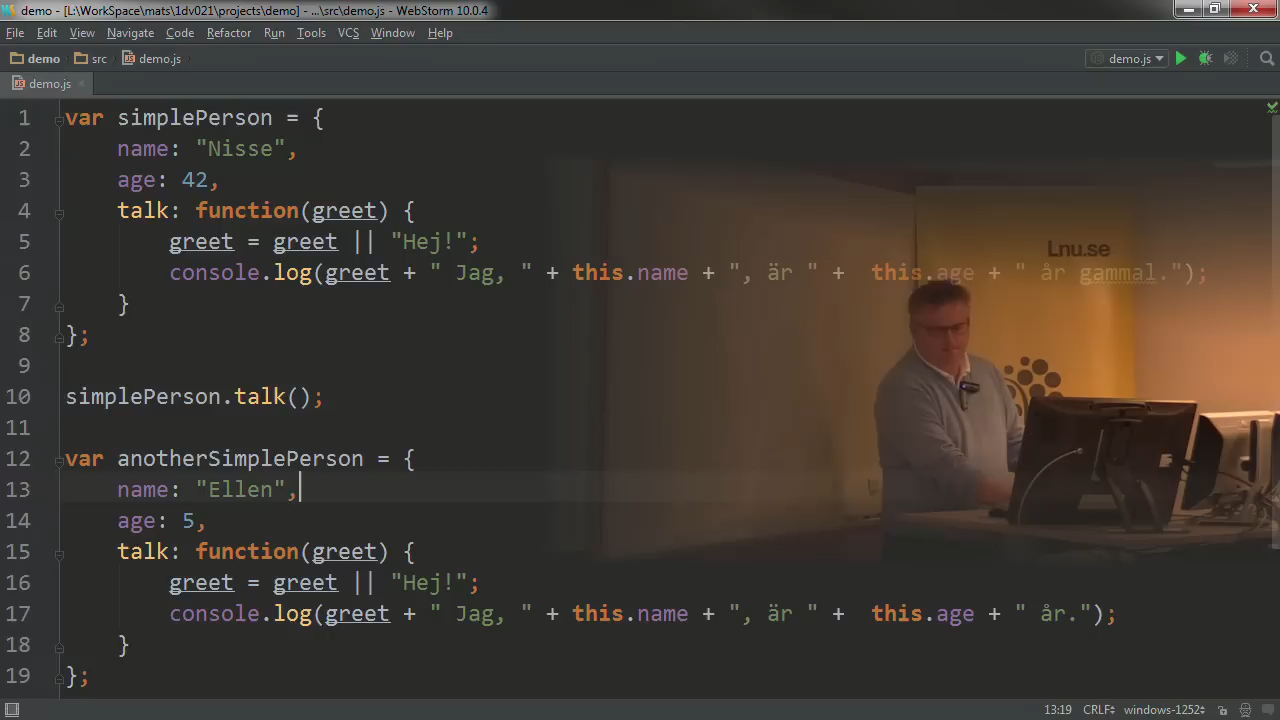 demo - [L:\WorkSpace\mats\1dv021\projects\demo] - ...\src\demo.js - WebStorm 10.0.4
File Edit View Navigate Code Refactor Run Tools VCS Window Help
demo src demo.js demo.js
demo.js
1 var simplePerson = {
2 name: "Nisse",
3 age: 42,
4 talk: function(greet) {
5 greet = greet || "Hej!";
6 console.log(greet + " Jag, " + this.name + ", är " +  this.age + " år gammal.");
7 }
8 };
9
10 simplePerson.talk();
11
12 var anotherSimplePerson = {
13 name: "Ellen",
14 age: 5,
15 talk: function(greet) {
16 greet = greet || "Hej!";
17 console.log(greet + " Jag, " + this.name + ", är " +  this.age + " år.");
18 }
19 };
Lnu.se
13:19 CRLF windows-1252